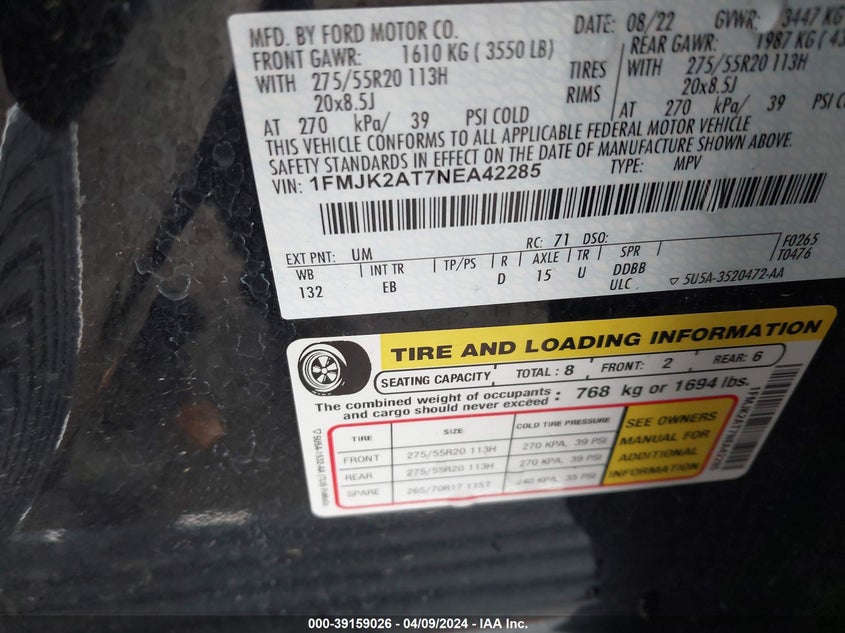 MFD. BY FORD MOTOR CO.
DATE: 08/22 GVWR: 3447 KG
FRONT GAWR: 1610 KG ( 3550 LB)
REAR GAWR: 1987 KG ( 43
WITH 275/55R20 113H TIRES WITH 275/55R20 113H
20x8.5J RIMS 20x8.5J
AT 270 kPa/ 39 PSI COLD AT 270 kPa/ 39 PSI C
THIS VEHICLE CONFORMS TO ALL APPLICABLE FEDERAL MOTOR VEHICLE
SAFETY STANDARDS IN EFFECT ON THE DATE OF MANUFACTURE SHOWN ABOVE.
VIN: 1FMJK2AT7NEA42285 TYPE: MPV
EXT PNT: UM RC: 71 DSO: F0265
WB INT TR TP/PS R AXLE TR SPR T0476
132 EB D 15 U DDBB
ULC ▽ 5U5A-3520472-AA
TIRE AND LOADING INFORMATION
SEATING CAPACITY TOTAL : 8 FRONT: 2 REAR: 6
The combined weight of occupants
and cargo should never exceed : 768 kg or 1694 lbs.
TIRE SIZE COLD TIRE PRESSURE
FRONT 275/55R20 113H 270 KPA, 39 PSI
REAR 275/55R20 113H 270 KPA, 39 PSI
SPARE 265/70R17 115T 240 KPA, 35 PSI
SEE OWNERS
MANUAL FOR
ADDITIONAL
INFORMATION
1FMJK2AT7NEA42285
000-39159026 - 04/09/2024 - IAA Inc.